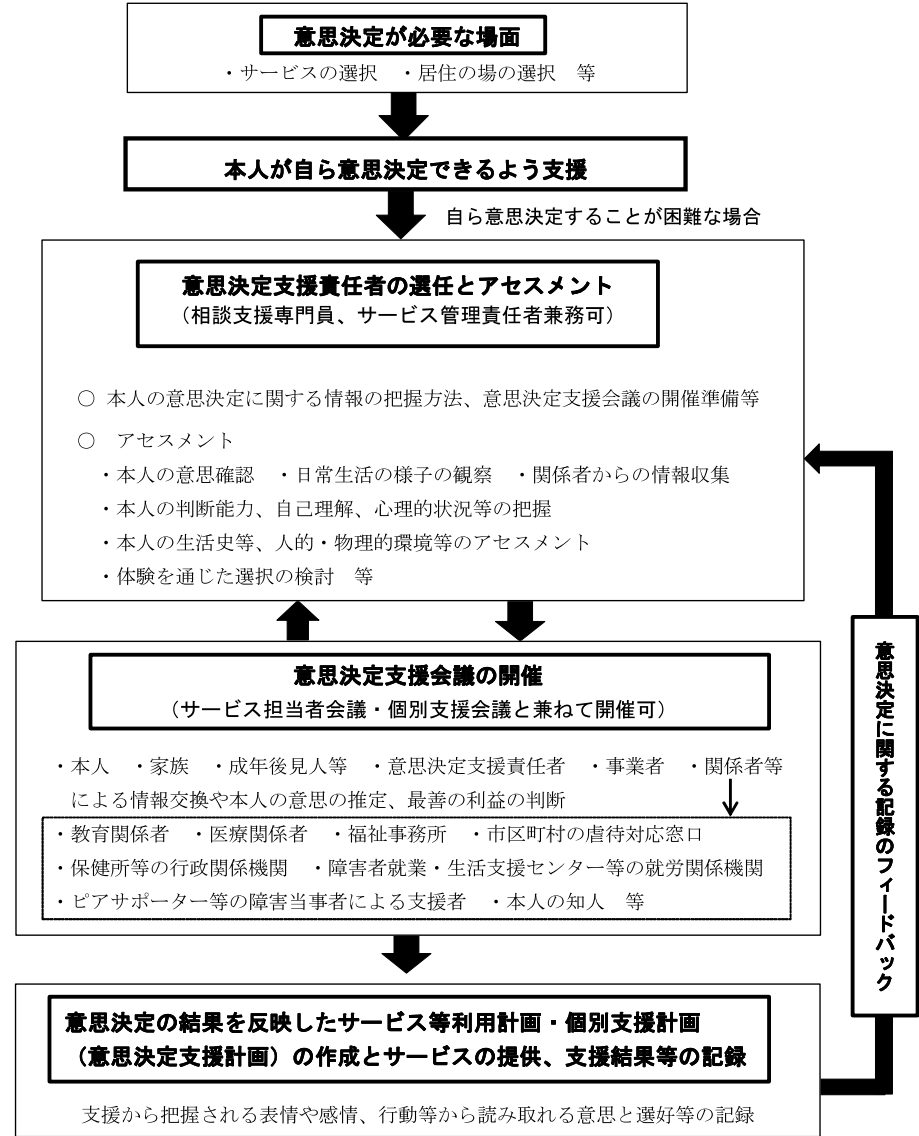 意思決定が必要な場面
・サービスの選択　・居住の場の選択　等
本人が自ら意思決定できるよう支援
自ら意思決定することが困難な場合
意思決定支援責任者の選任とアセスメント
（相談支援専門員、サービス管理責任者兼務可）
○ 本人の意思決定に関する情報の把握方法、意思決定支援会議の開催準備等
○　アセスメント
・本人の意思確認　・日常生活の様子の観察　・関係者からの情報収集
・本人の判断能力、自己理解、心理的状況等の把握
・本人の生活史等、人的・物理的環境等のアセスメント
・体験を通じた選択の検討　等
意思決定支援会議の開催
（サービス担当者会議・個別支援会議と兼ねて開催可）
・本人　・家族　・成年後見人等　・意思決定支援責任者　・事業者　・関係者等
による情報交換や本人の意思の推定、最善の利益の判断
・教育関係者　・医療関係者　・福祉事務所　・市区町村の虐待対応窓口
・保健所等の行政関係機関　・障害者就業・生活支援センター等の就労関係機関
・ピアサポーター等の障害当事者による支援者　・本人の知人　等
意思決定の結果を反映したサービス等利用計画・個別支援計画
（意思決定支援計画）の作成とサービスの提供、支援結果等の記録
支援から把握される表情や感情、行動等から読み取れる意思と選好等の記録
意思決定に関する記録のフィードバック